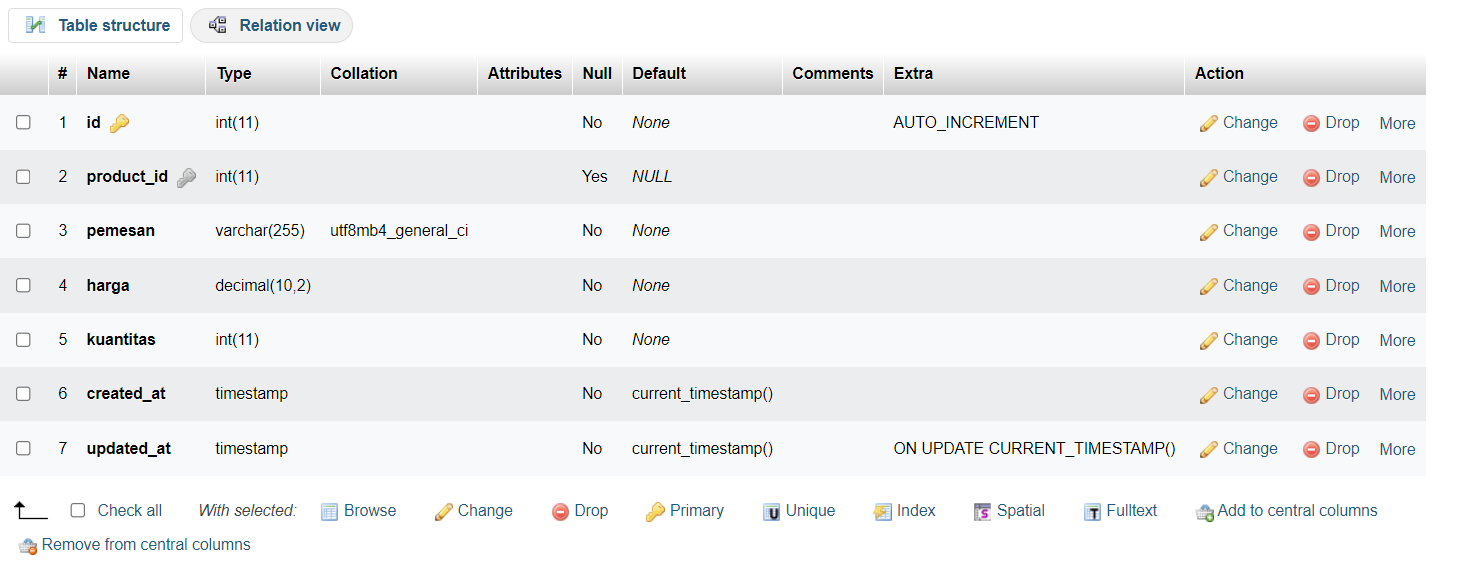 Table structure Relation view
# Name Type Collation Attributes Null Default Comments Extra Action
1 id int(11) No None AUTO_INCREMENT Change Drop More
2 product_id int(11) Yes NULL Change Drop More
3 pemesan varchar(255) utf8mb4_general_ci No None Change Drop More
4 harga decimal(10,2) No None Change Drop More
5 kuantitas int(11) No None Change Drop More
6 created_at timestamp No current_timestamp() Change Drop More
7 updated_at timestamp No current_timestamp() ON UPDATE CURRENT_TIMESTAMP() Change Drop More
Check all With selected: Browse Change Drop Primary U Unique Index S Spatial T Fulltext Add to central columns
Remove from central columns